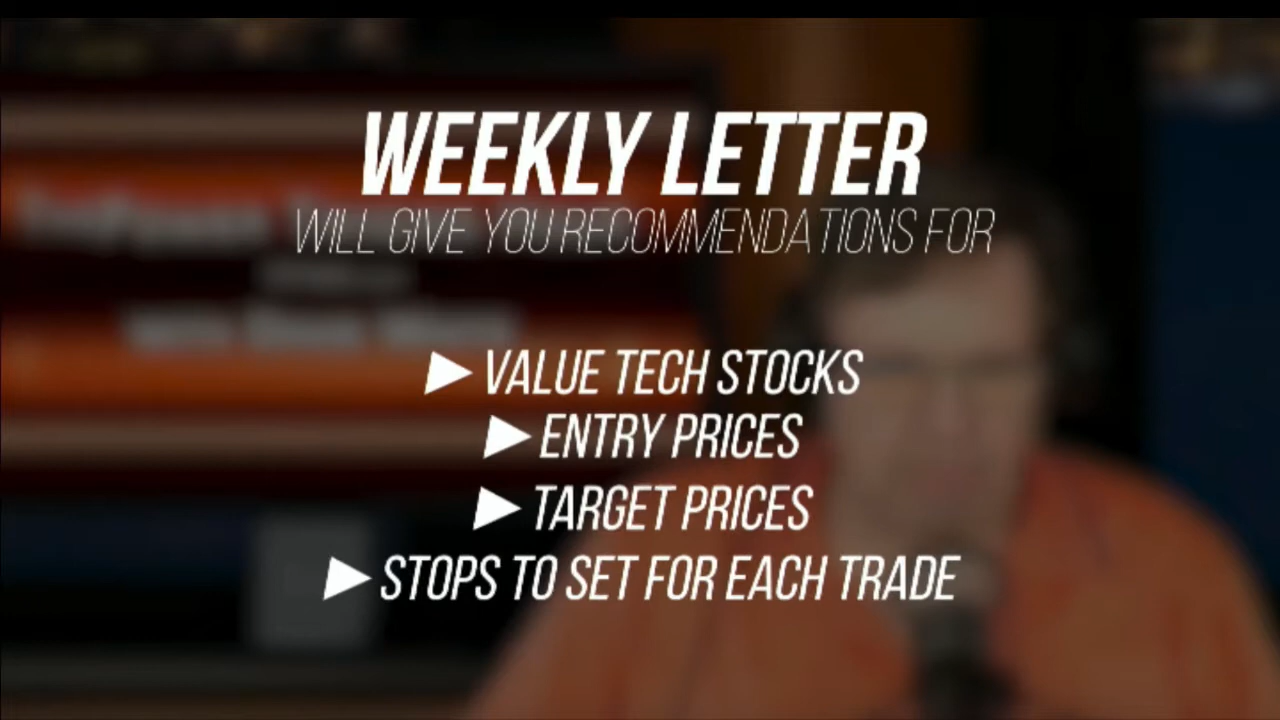 WEEKLY LETTER
WILL GIVE YOU RECOMMENDATIONS FOR
▶ VALUE TECH STOCKS
▶ ENTRY PRICES
▶ TARGET PRICES
▶ STOPS TO SET FOR EACH TRADE